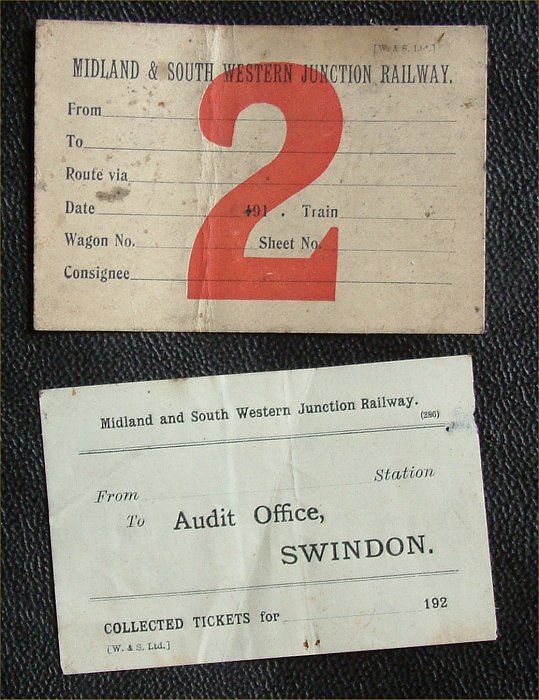 [W. & S. Ltd.]
MIDLAND & SOUTH WESTERN JUNCTION RAILWAY.
2
From
To
Route via
Date 191 . Train
Wagon No. Sheet No.
Consignee
Midland and South Western Junction Railway.
(286)
From Station
To Audit Office,
SWINDON.
COLLECTED TICKETS for 192
[W. & S. Ltd.]